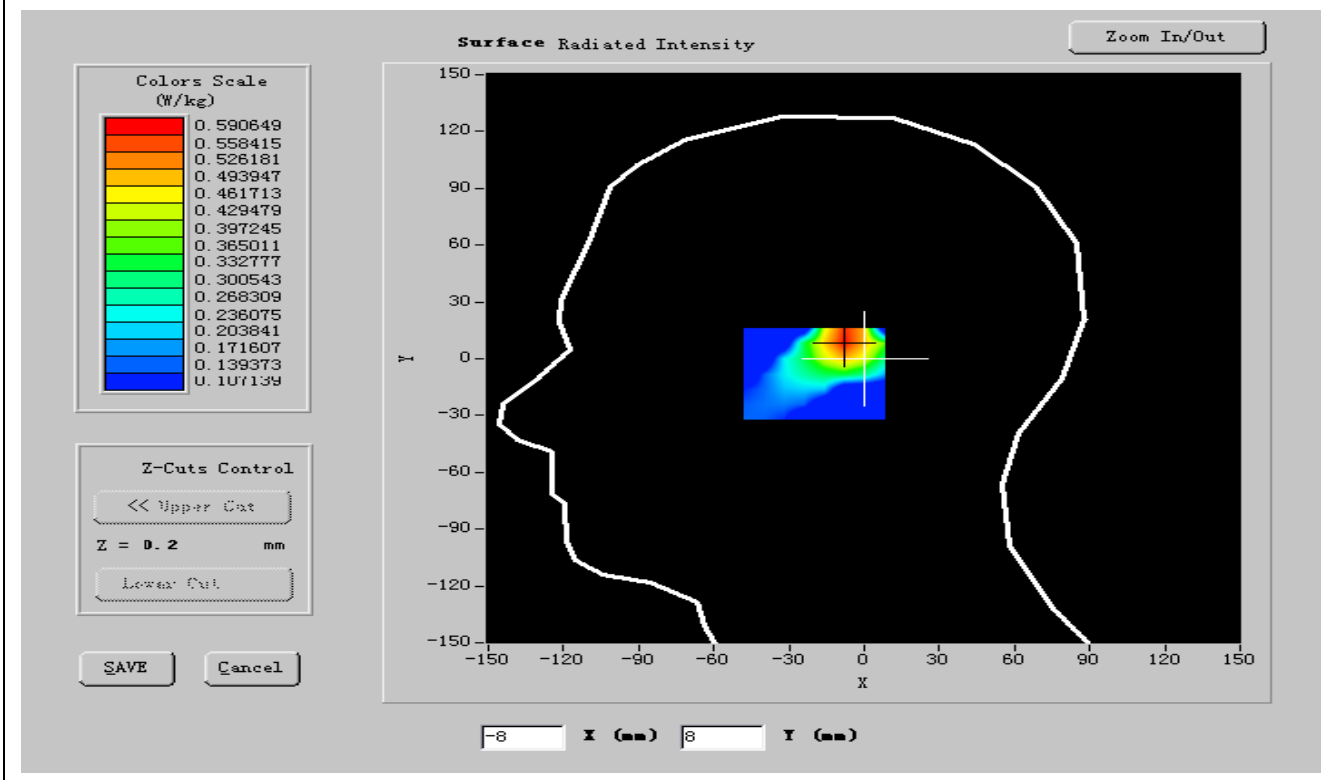 Surface Radiated Intensity
Zoom In/Out
Colors Scale
(W/kg)
0.590649
0.558415
0.526181
0.493947
0.461713
0.429479
0.397245
0.365011
0.332777
0.300543
0.268309
0.236075
0.203841
0.171607
0.139373
0.107139
Z-Cuts Control
<< Upper Cut
Z = 0.2 mm
Lower Cut
SAVE Cancel
150
120
90
60
30
0
-30
-60
-90
-120
-150
Y
-150 -120 -90 -60 -30 0 30 60 90 120 150
X
-8 X (mm) 8 Y (mm)